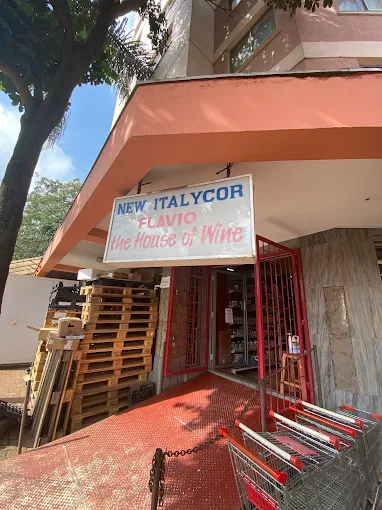 NEW ITALYCOR
FLAVIO
the House of Wine